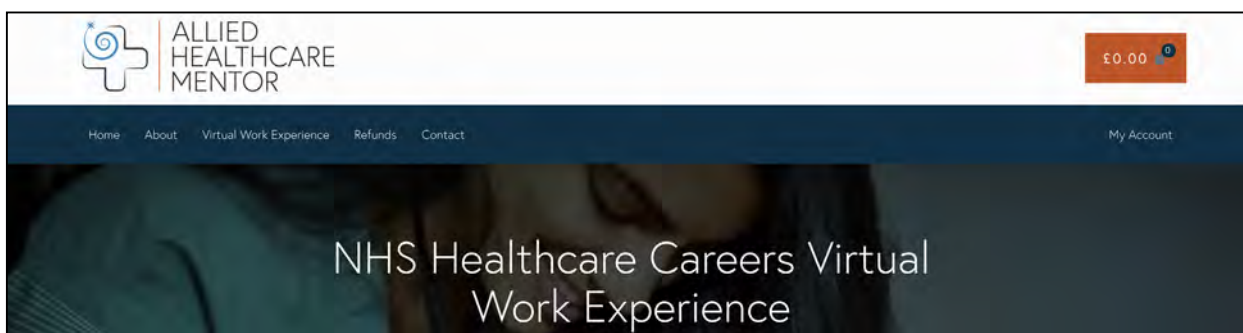 ALLIED
HEALTHCARE
MENTOR
£0.00 0
Home About Virtual Work Experience Refunds Contact My Account
NHS Healthcare Careers Virtual
Work Experience